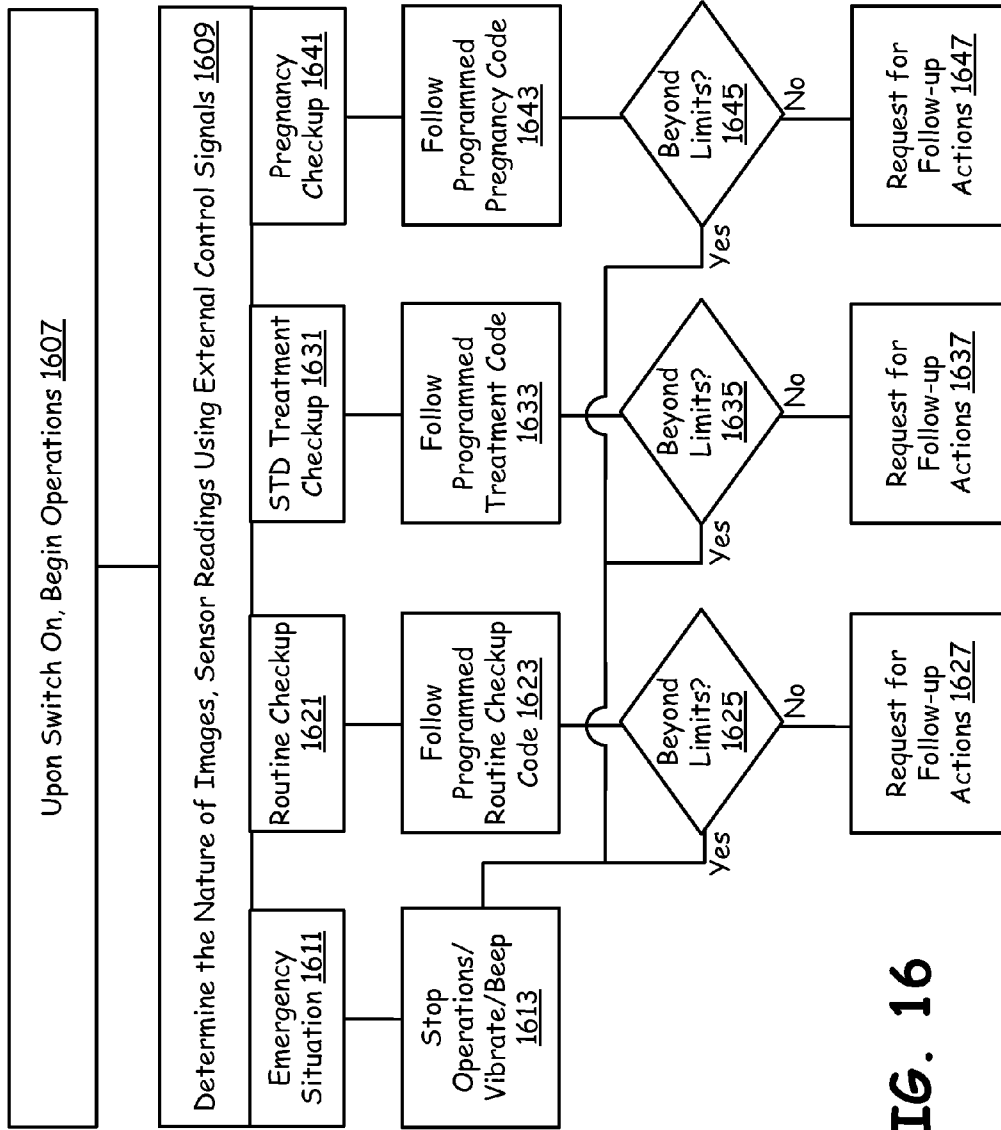 Upon Switch On, Begin Operations 1607
Determine the Nature of Images, Sensor Readings Using External Control Signals 1609
Emergency
Situation 1611
Routine Checkup
1621
STD Treatment
Checkup 1631
Pregnancy
Checkup 1641
Stop
Operations/
Vibrate/Beep
1613
Follow
Programmed
Routine Checkup
Code 1623
Follow
Programmed
Treatment Code
1633
Follow
Programmed
Pregnancy Code
1643
Beyond
Limits?
1625
Yes
No
Beyond
Limits?
1635
Yes
No
Beyond
Limits?
1645
Yes
No
Request for
Follow-up
Actions 1627
Request for
Follow-up
Actions 1637
Request for
Follow-up
Actions 1647
IG. 16